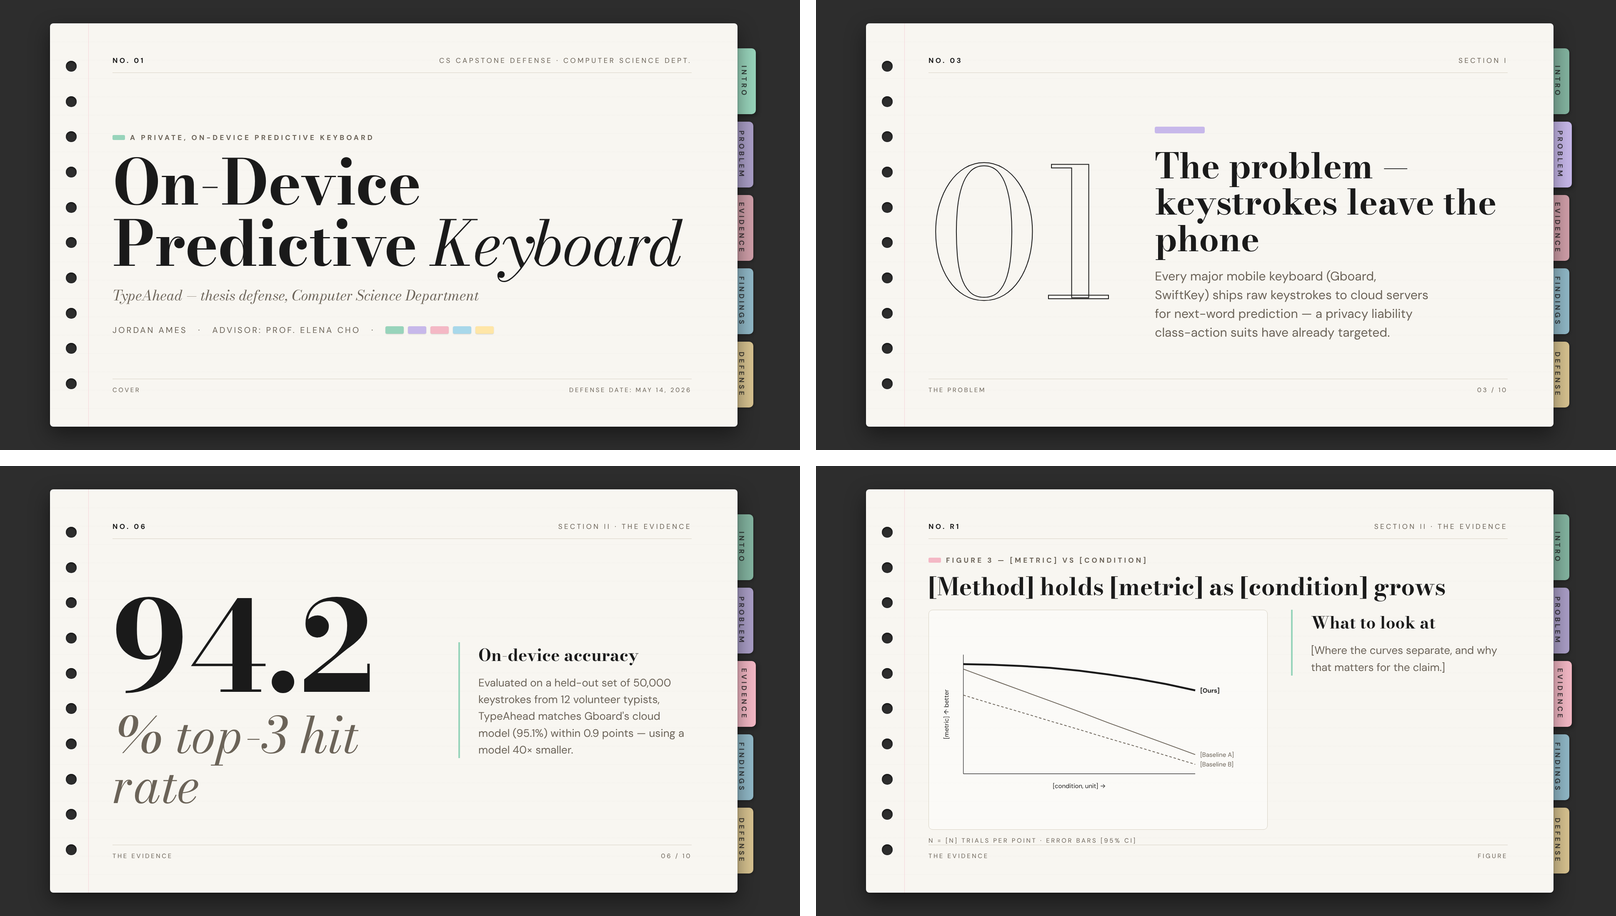 NO. 01
CS CAPSTONE DEFENSE · COMPUTER SCIENCE DEPT.
A PRIVATE, ON-DEVICE PREDICTIVE KEYBOARD
On-Device
Predictive Keyboard
TypeAhead — thesis defense, Computer Science Department
JORDAN AMES · ADVISOR: PROF. ELENA CHO ·
COVER
DEFENSE DATE: MAY 14, 2026
INTRO
PROBLEM
EVIDENCE
FINDINGS
DEFENSE
NO. 03
SECTION I
01
The problem —
keystrokes leave the
phone
Every major mobile keyboard (Gboard,
SwiftKey) ships raw keystrokes to cloud servers
for next-word prediction — a privacy liability
class-action suits have already targeted.
THE PROBLEM
03 / 10
INTRO
PROBLEM
EVIDENCE
FINDINGS
DEFENSE
NO. 06
SECTION II · THE EVIDENCE
94.2
% top-3 hit
rate
On-device accuracy
Evaluated on a held-out set of 50,000
keystrokes from 12 volunteer typists,
TypeAhead matches Gboard's cloud
model (95.1%) within 0.9 points — using a
model 40× smaller.
THE EVIDENCE
06 / 10
INTRO
PROBLEM
EVIDENCE
FINDINGS
DEFENSE
NO. R1
SECTION II · THE EVIDENCE
FIGURE 3 — [METRIC] VS [CONDITION]
[Method] holds [metric] as [condition] grows
[metric] ↑ better
[Ours]
[Baseline A]
[Baseline B]
[condition, unit] →
What to look at
[Where the curves separate, and why
that matters for the claim.]
N = [N] TRIALS PER POINT · ERROR BARS [95% CI]
THE EVIDENCE
FIGURE
INTRO
PROBLEM
EVIDENCE
FINDINGS
DEFENSE